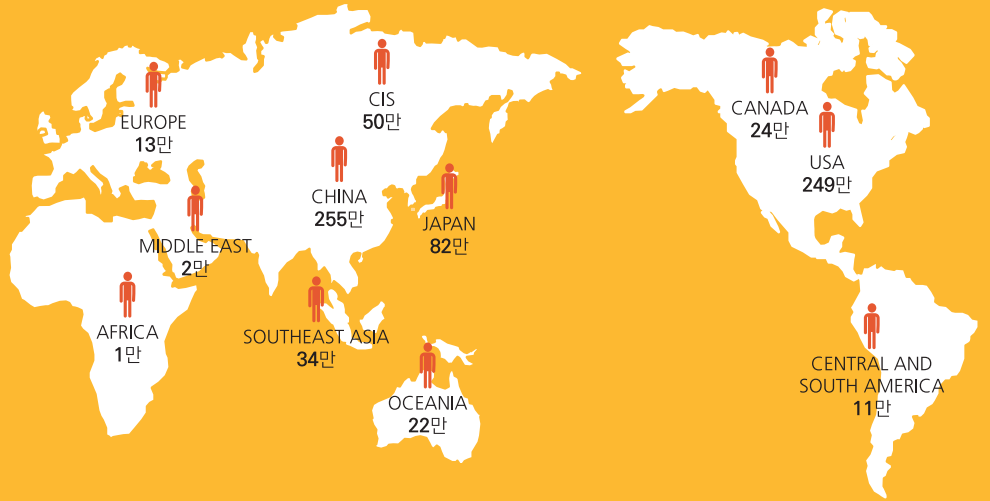 EUROPE
13만
CIS
50만
CHINA
255만
JAPAN
82만
MIDDLE EAST
2만
AFRICA
1만
SOUTHEAST ASIA
34만
OCEANIA
22만
CANADA
24만
USA
249만
CENTRAL AND
SOUTH AMERICA
11만